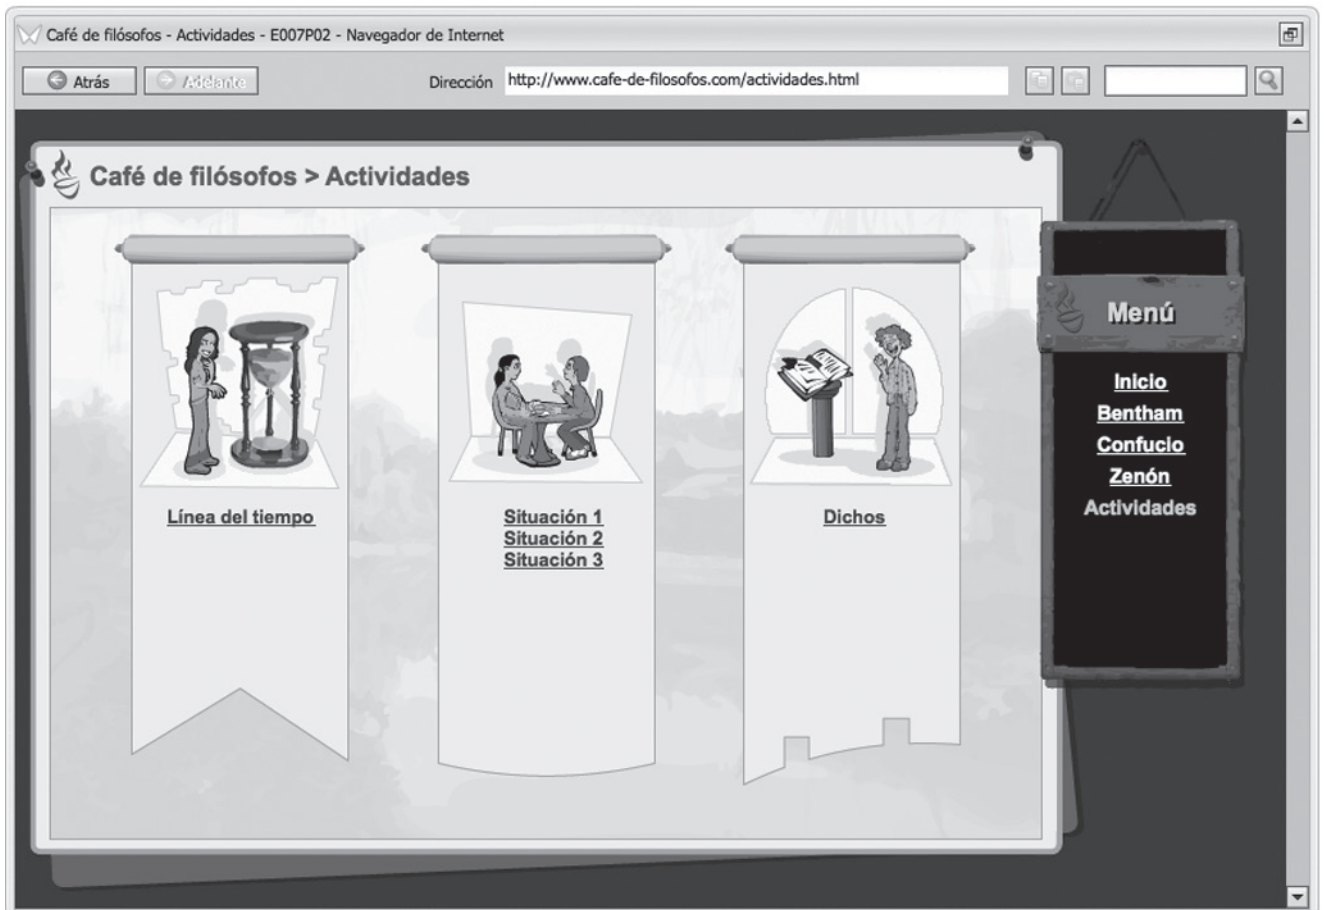 Café de filósofos - Actividades - E007P02 - Navegador de Internet
Atrás
Adelante
Dirección
http://www.cafe-de-filosofos.com/actividades.html
Café de filósofos > Actividades
Línea del tiempo
Situación 1
Situación 2
Situación 3
Dichos
Menú
Inicio
Bentham
Confucio
Zenón
Actividades